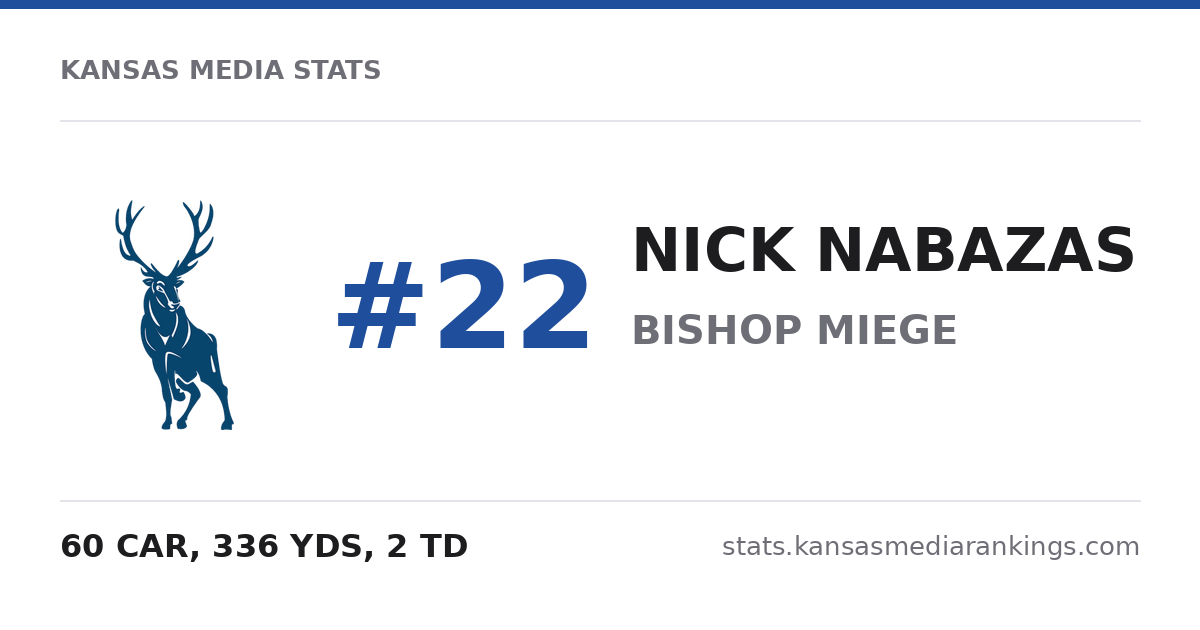 KANSAS MEDIA STATS
#22
NICK NABAZAS
BISHOP MIEGE
60 CAR, 336 YDS, 2 TD
stats.kansasmediarankings.com